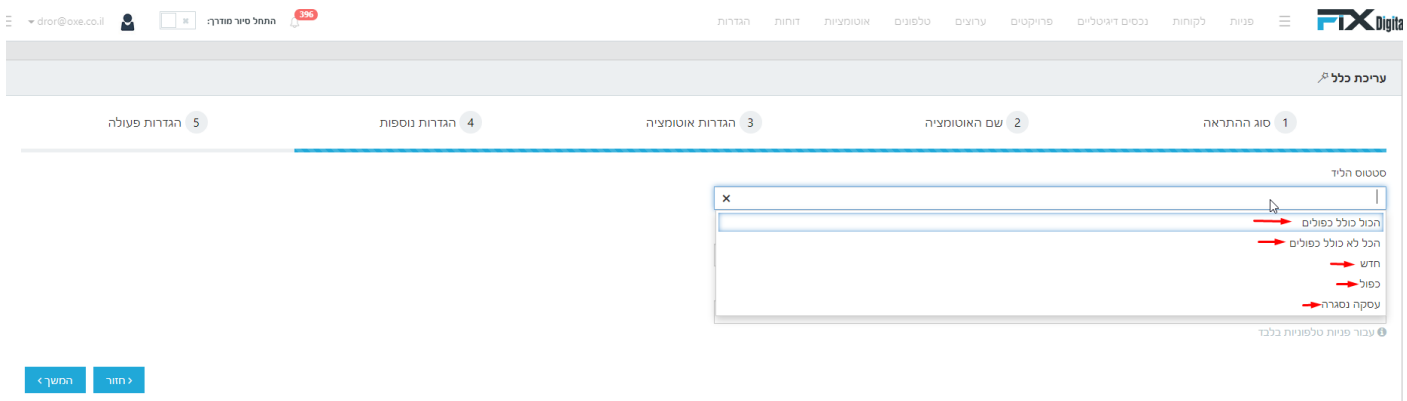 FIX Digita
פניות
לקוחות
נכסים דיגיטליים
פרויקטים
ערוצים
טלפונים
אוטומציות
דוחות
הגדרות
396
התחל סיור מודרך:
dror@oxe.co.il
עריכת כלל
1 סוג ההתראה
2 שם האוטומציה
3 הגדרות אוטומציה
4 הגדרות נוספות
5 הגדרות פעולה
סטטוס הליד
הכול כולל כפולים
הכל לא כולל כפולים
חדש
כפול
עסקה נסגרה
עבור פניות טלפוניות בלבד
< חזור
המשך >